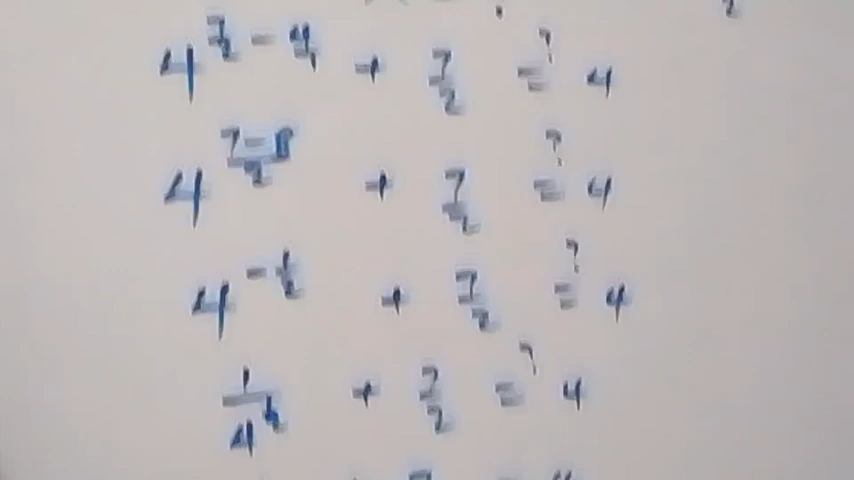 4^(7/2 - 4) + 7/2 =? 4
4^((7-8)/2) + 7/2 =? 4
4^(-1/2) + 7/2 =? 4
1/4^(1/2) + 7/2 =? 4